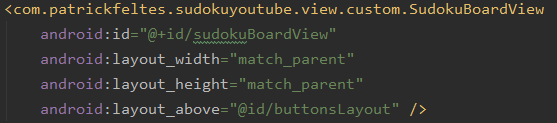 <com.patrickfeltes.sudokuyoutube.view.custom.SudokuBoardView
android:id="@+id/sudokuBoardView"
android:layout_width="match_parent"
android:layout_height="match_parent"
android:layout_above="@id/buttonsLayout" />